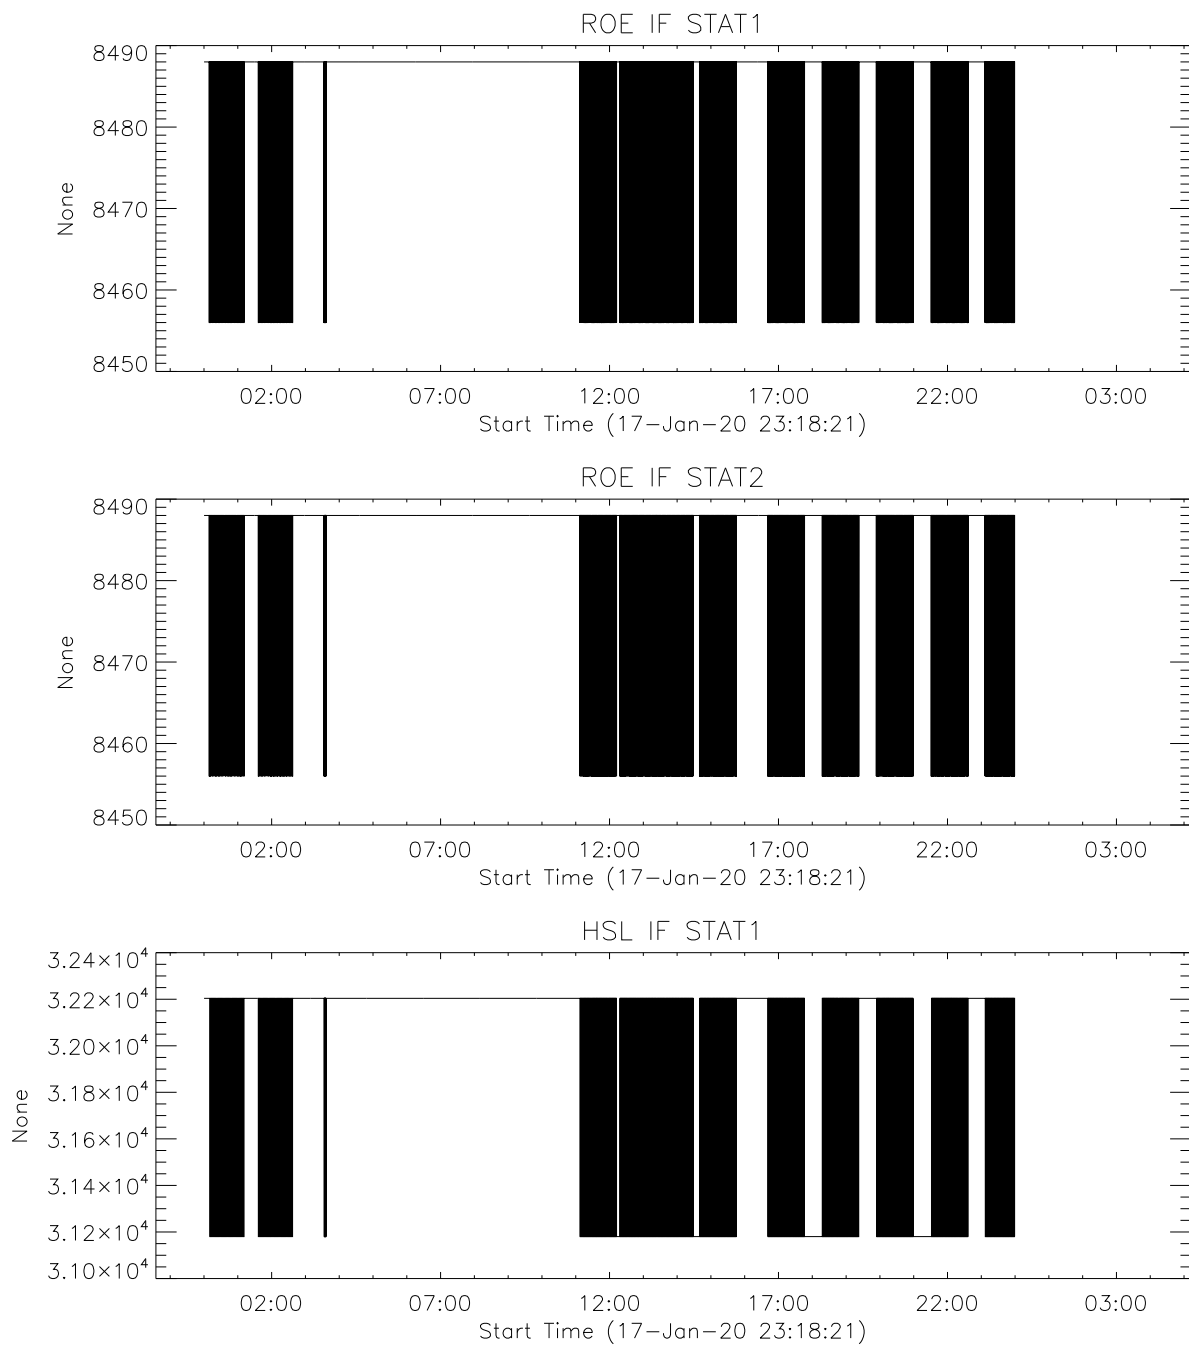 ROE IF STAT1
8490
8480
8470
8460
8450
None
02:00 07:00 12:00 17:00 22:00 03:00
Start Time (17-Jan-20 23:18:21)
ROE IF STAT2
8490
8480
8470
8460
8450
None
02:00 07:00 12:00 17:00 22:00 03:00
Start Time (17-Jan-20 23:18:21)
HSL IF STAT1
3.24×10⁴
3.22×10⁴
3.20×10⁴
3.18×10⁴
3.16×10⁴
3.14×10⁴
3.12×10⁴
3.10×10⁴
None
02:00 07:00 12:00 17:00 22:00 03:00
Start Time (17-Jan-20 23:18:21)